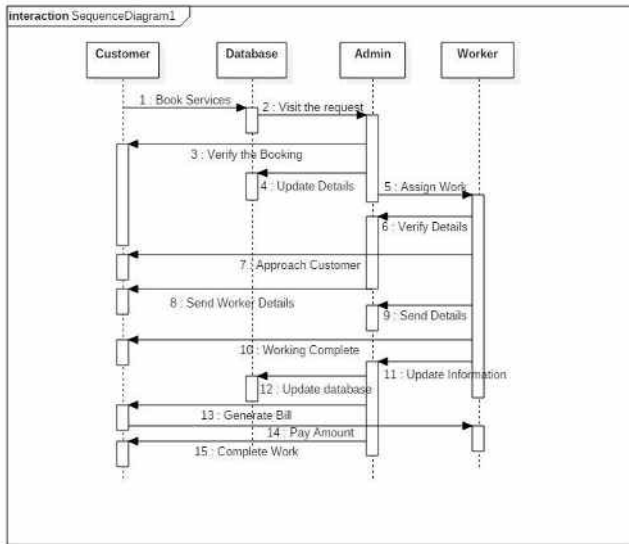 interaction SequenceDiagram1
Customer Database Admin Worker
1 : Book Services
2 : Visit the request
3 : Verify the Booking
4 : Update Details
5 : Assign Work
6 : Verify Details
7 : Approach Customer
8 : Send Worker Details
9 : Send Details
10 : Working Complete
11 : Update Information
12 : Update database
13 : Generate Bill
14 : Pay Amount
15 : Complete Work